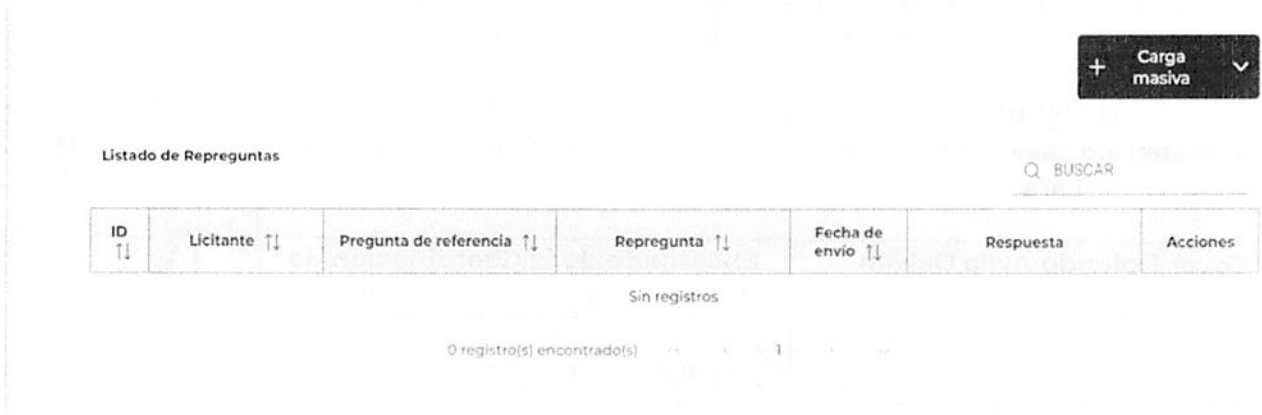 + Carga
masiva
Listado de Repreguntas
BUSCAR
ID Licitante Pregunta de referencia Repregunta Fecha de
envío Respuesta Acciones
Sin registros
0 registro(s) encontrado(s) << < 1 > >>